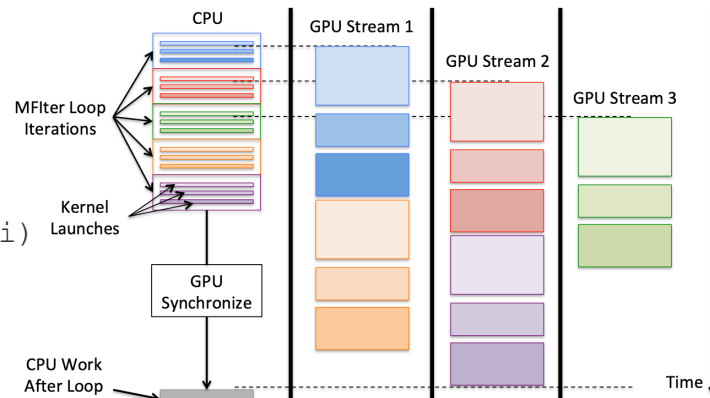 CPU
GPU Stream 1
GPU Stream 2
GPU Stream 3
MFIter Loop
Iterations
Kernel
Launches
i)
GPU
Synchronize
CPU Work
After Loop
Time